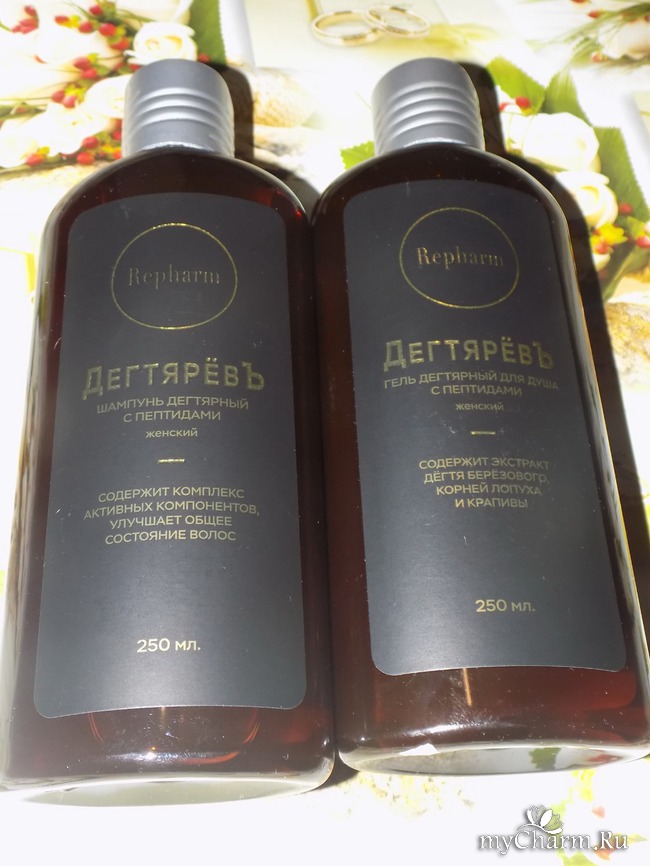 Repharm
ДЕГТЯРЁВЪ
ШАМПУНЬ ДЕГТЯРНЫЙ
С ПЕПТИДАМИ
женский
СОДЕРЖИТ КОМПЛЕКС
АКТИВНЫХ КОМПОНЕНТОВ,
УЛУЧШАЕТ ОБЩЕЕ
СОСТОЯНИЕ ВОЛОС
250 мл.
Repharm
ДЕГТЯРЁВЪ
ГЕЛЬ ДЕГТЯРНЫЙ ДЛЯ ДУША
С ПЕПТИДАМИ
женский
СОДЕРЖИТ ЭКСТРАКТ
ДЁГТЯ БЕРЁЗОВОГО,
КОРНЕЙ ЛОПУХА
И КРАПИВЫ
250 мл.
myCharm.Ru